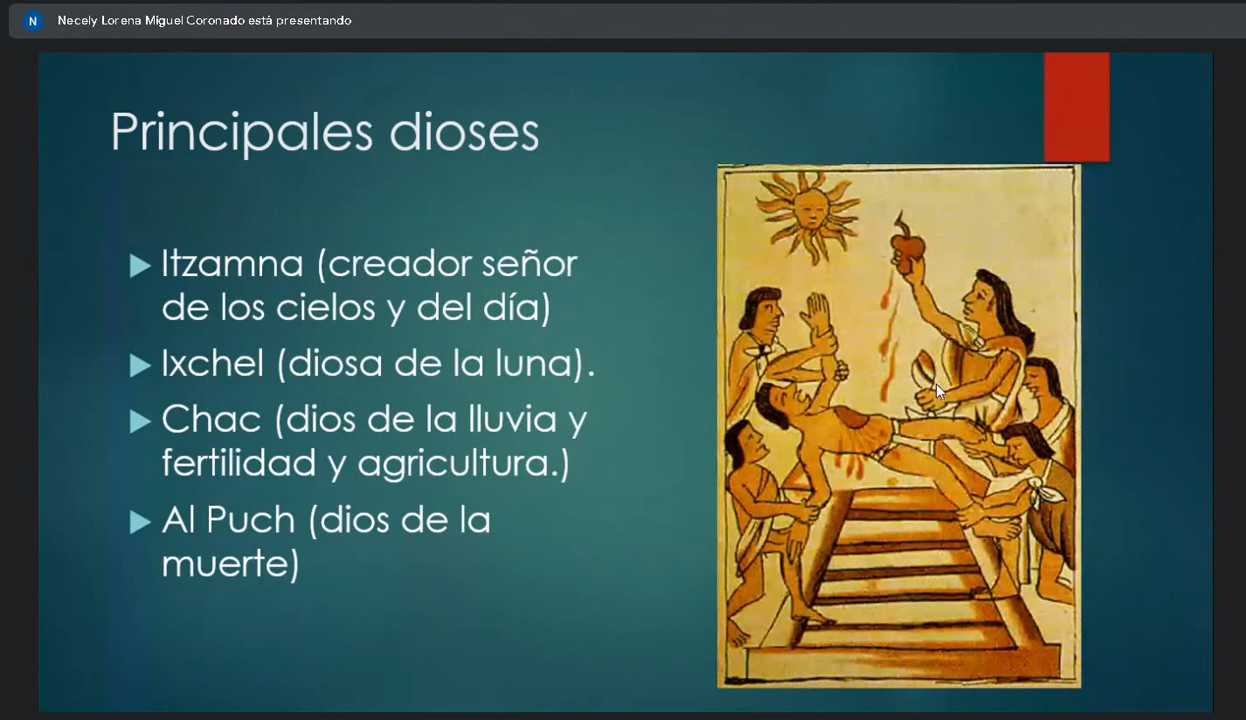 N
Necely Lorena Miguel Coronado está presentando
Principales dioses
Itzamna (creador señor
de los cielos y del día)
Ixchel (diosa de la luna).
Chac (dios de la lluvia y
fertilidad y agricultura.)
Al Puch (dios de la
muerte)